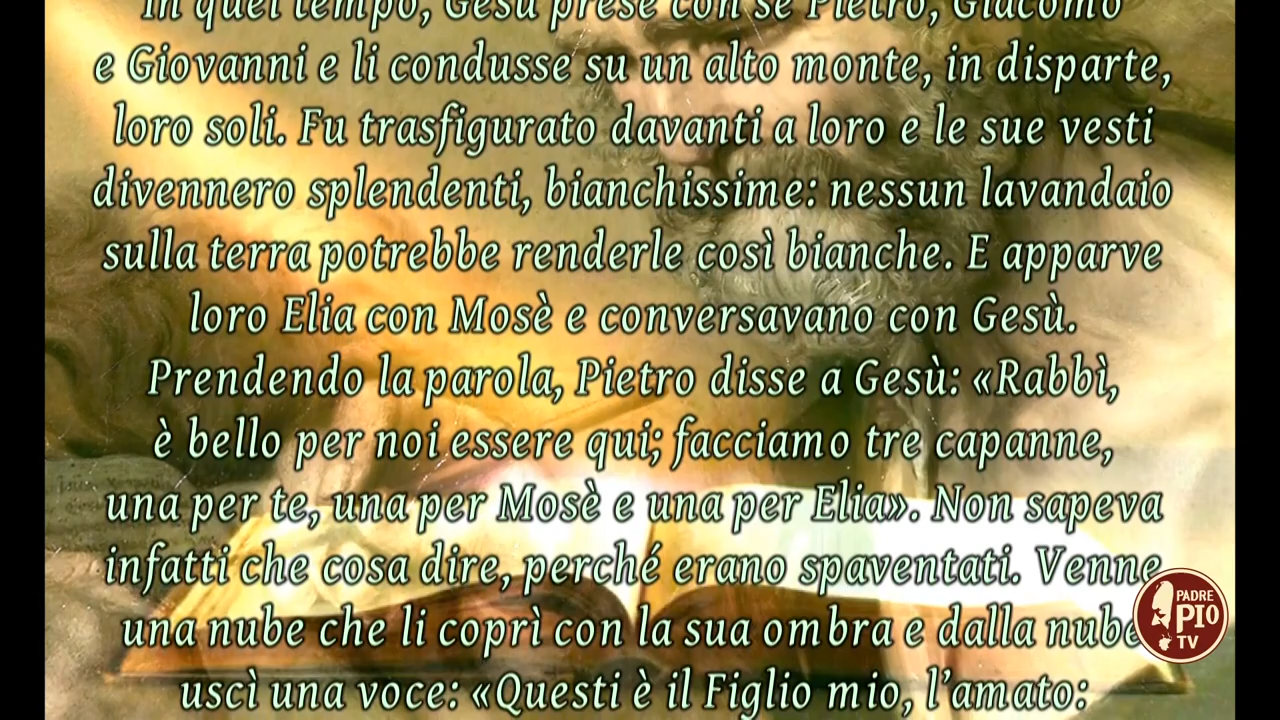 In quel tempo, Gesù prese con sé Pietro, Giacomo
e Giovanni e li condusse su un alto monte, in disparte,
loro soli. Fu trasfigurato davanti a loro e le sue vesti
divennero splendenti, bianchissime: nessun lavandaio
sulla terra potrebbe renderle così bianche. E apparve
loro Elia con Mosè e conversavano con Gesù.
Prendendo la parola, Pietro disse a Gesù: «Rabbì,
è bello per noi essere qui; facciamo tre capanne,
una per te, una per Mosè e una per Elia». Non sapeva
infatti che cosa dire, perché erano spaventati. Venne
una nube che li coprì con la sua ombra e dalla nube
uscì una voce: «Questi è il Figlio mio, l'amato:
PADRE
PIO
TV